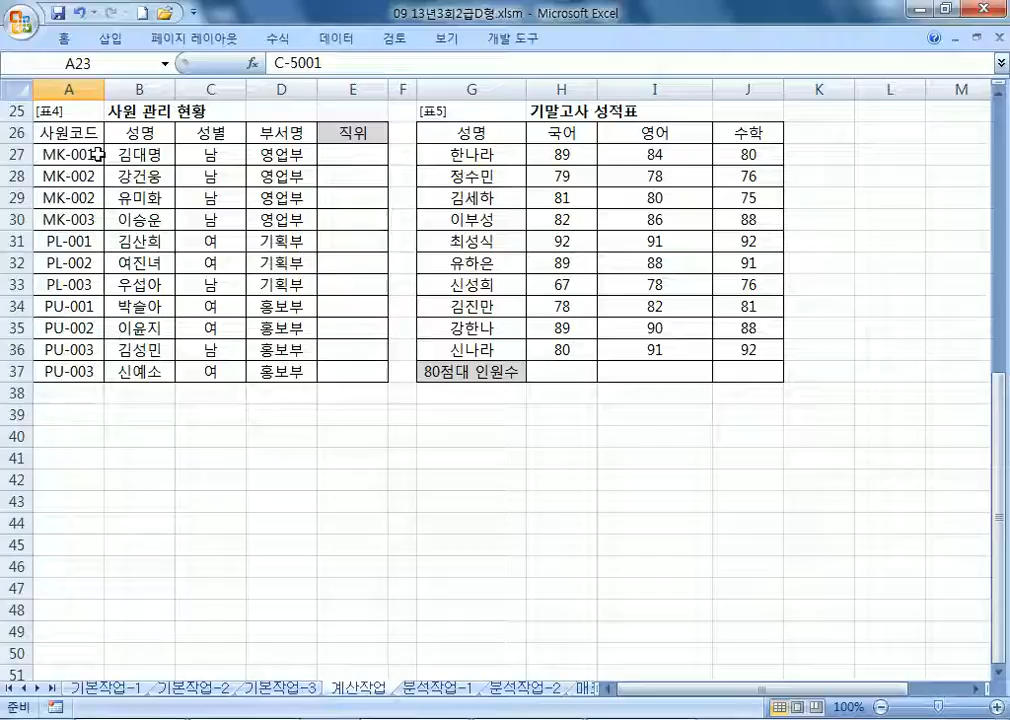 09 13년3회2급D형.xlsm - Microsoft Excel
홈 삽입 페이지 레이아웃 수식 데이터 검토 보기 개발 도구
A23 fx C-5001
A B C D E F G H I J K L M
25 [표4] 사원 관리 현황 [표5] 기말고사 성적표
26 사원코드 성명 성별 부서명 직위 성명 국어 영어 수학
27 MK-001 김대명 남 영업부 한나라 89 84 80
28 MK-002 강건웅 남 영업부 정수민 79 78 76
29 MK-002 유미화 남 영업부 김세하 81 80 75
30 MK-003 이승운 남 영업부 이부성 82 86 88
31 PL-001 김산희 여 기획부 최성식 92 91 92
32 PL-002 여진녀 여 기획부 유하은 89 88 91
33 PL-003 우섭아 남 기획부 신성희 67 78 76
34 PU-001 박슬아 여 홍보부 김진만 78 82 81
35 PU-002 이윤지 여 홍보부 강한나 89 90 88
36 PU-003 김성민 남 홍보부 신나라 80 91 92
37 PU-003 신예소 여 홍보부 80점대 인원수
38
39
40
41
42
43
44
45
46
47
48
49
50
51
기본작업-1 기본작업-2 기본작업-3 계산작업 분석작업-1 분석작업-2
준비 100%